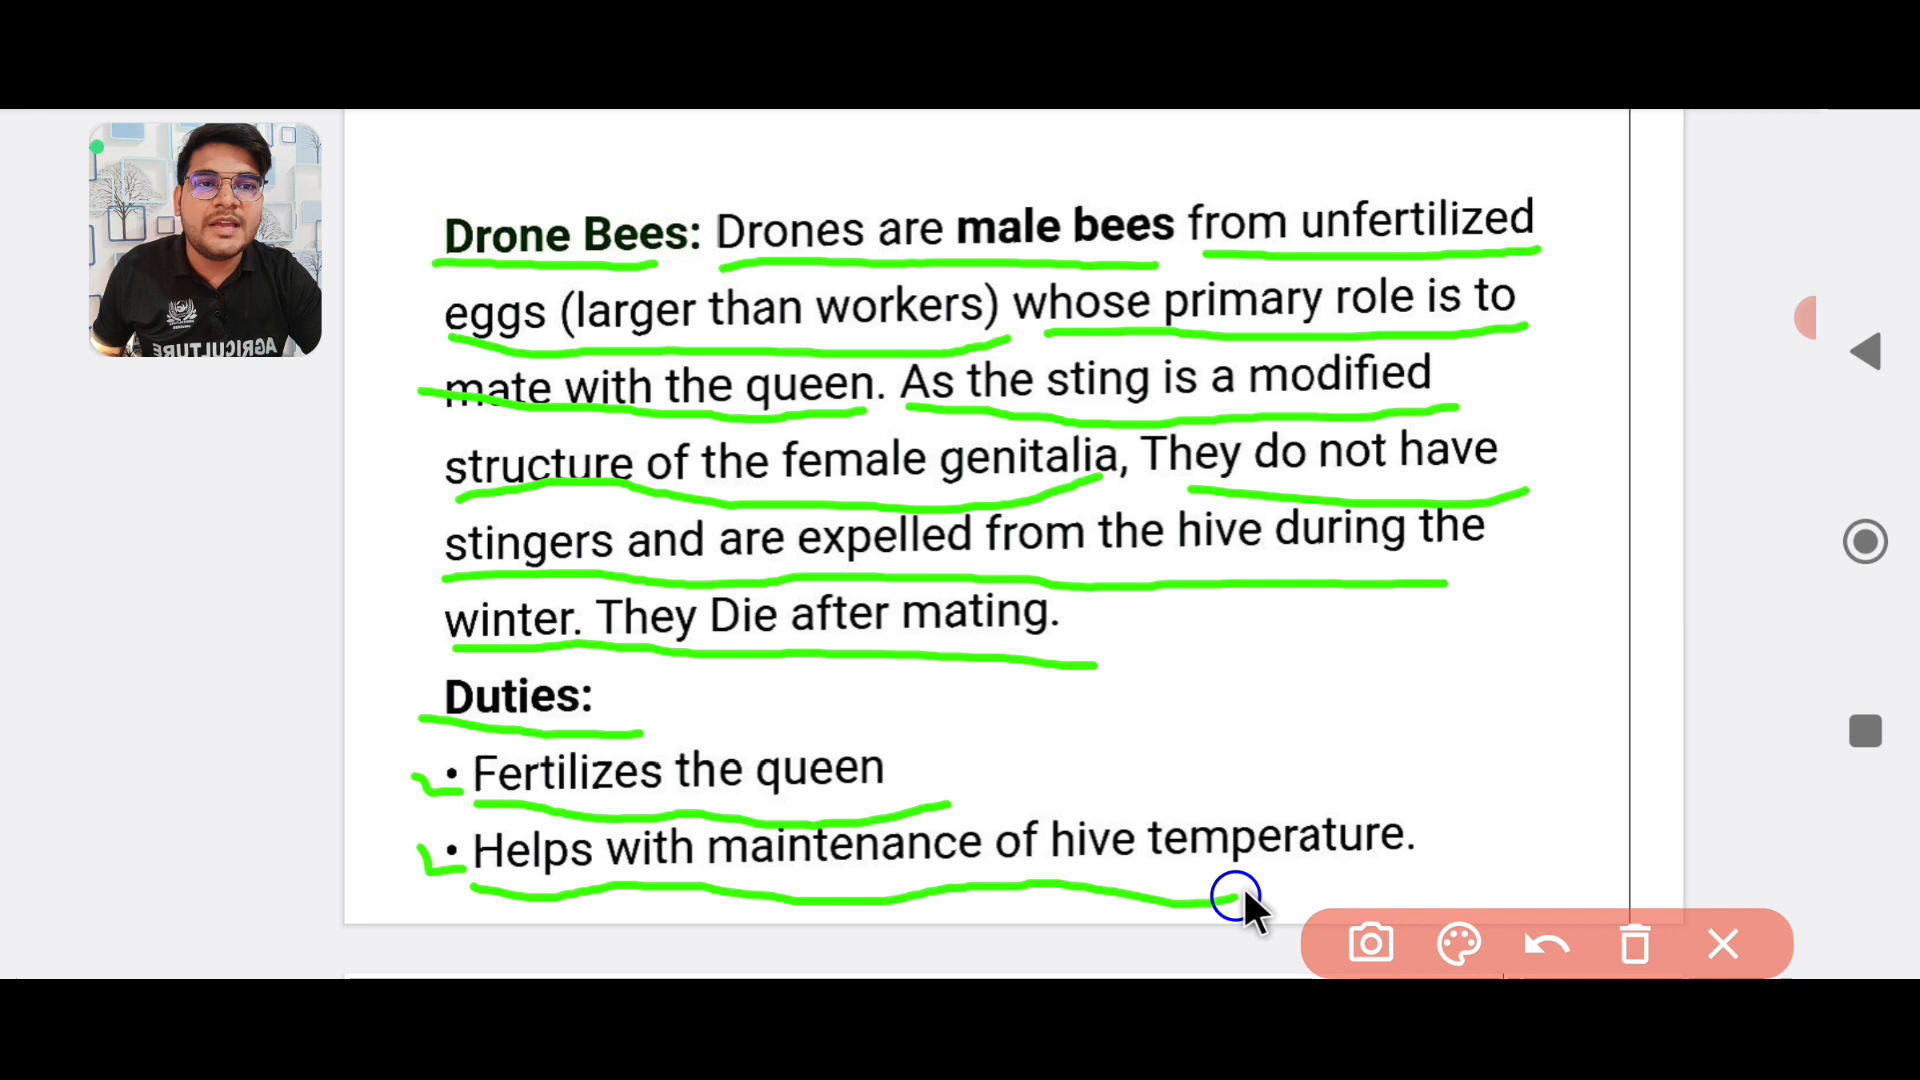 Drone Bees: Drones are male bees from unfertilized
eggs (larger than workers) whose primary role is to
mate with the queen. As the sting is a modified
structure of the female genitalia, They do not have
stingers and are expelled from the hive during the
winter. They Die after mating.
Duties:
• Fertilizes the queen
• Helps with maintenance of hive temperature.
AGRICULTURE